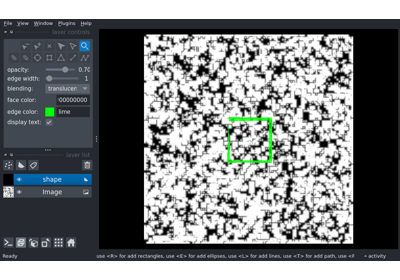 File View Window Plugins Help
layer controls
opacity: 0.70
edge width: 1
blending: translucen
face color: 00000000
edge color: lime
display text:
layer list
shape
Image
Ready use <R> for add rectangles, use <E> for add ellipses, use <L> for add lines, use <T> for add path, use <P activity